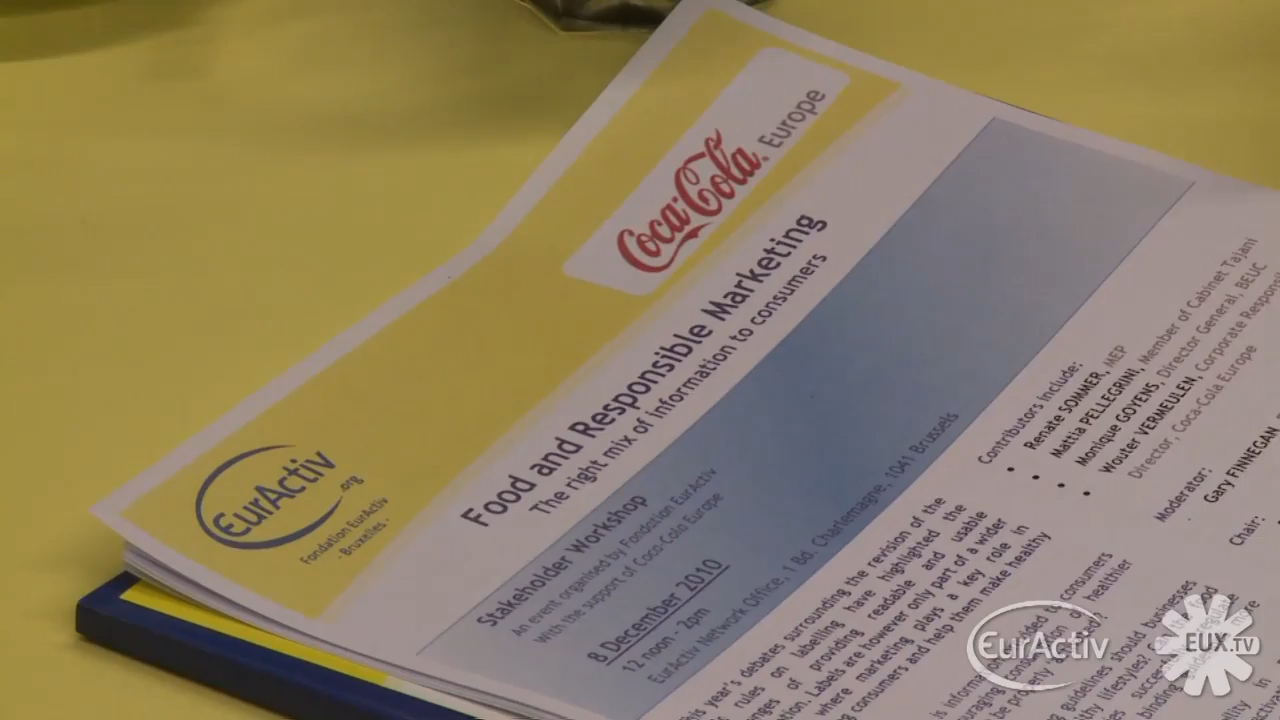 EurActiv
.org
Fondation EurActiv
- Bruxelles -
Coca-Cola Europe
Food and Responsible Marketing
The right mix of information to consumers
Stakeholder Workshop
An event organised by Fondation EurActiv
With the support of Coca-Cola Europe
8 December 2010
12 noon - 2pm
EurActiv Network Office, 1 Bd. Charlemagne, 1041 Brussels
year's debates surrounding the revision of the
rules on labelling have highlighted the
of providing readable and usable
Labels are however only part of a wider
where marketing plays a key role in
consumers and help them make healthy
Contributors include:
• Renate SOMMER, MEP
• Mattia PELLEGRINI, Member of Cabinet Tajani
• Monique GOYENS, Director General, BEUC
• Wouter VERMEULEN, Corporate
Director, Coca-Cola Europe
Moderator:
Gary FINNEGAN
Chair:
consumers
healthier
guidelines should businesses
lifestyles?
EurActiv
EUX.tv